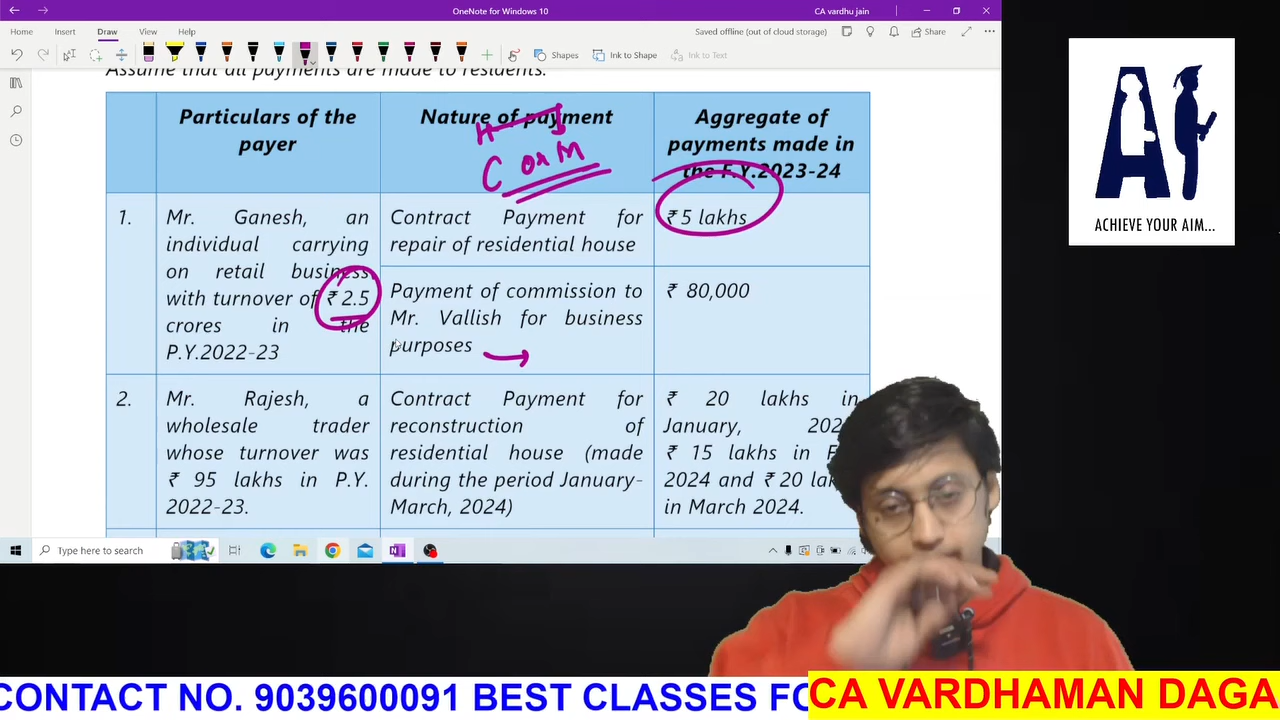 OneNote for Windows 10
CA vardhu jain
Home
Insert
Draw
View
Help
Saved offline (out of cloud storage)
Share
Shapes
Ink to Shape
Ink to Text
Assume that all payments are made to residents.
Particulars of the payer
Nature of payment
Aggregate of payments made in the F.Y.2023-24
C or M
1.
Mr. Ganesh, an
individual carrying
on retail business
with turnover of ₹ 2.5
crores in the
P.Y.2022-23
Contract Payment for
repair of residential house
₹ 5 lakhs
Payment of commission to
Mr. Vallish for business
purposes
₹ 80,000
2.
Mr. Rajesh, a
wholesale trader
whose turnover was
₹ 95 lakhs in P.Y.
2022-23.
Contract Payment for
reconstruction of
residential house (made
during the period January-
March, 2024)
₹ 20 lakhs in
January,
₹ 15 lakhs in
2024 and ₹ 20
in March 2024.
Type here to search
AI
ACHIEVE YOUR AIM...
CONTACT NO. 9039600091 BEST CLASSES
CA VARDHAMAN DAGA